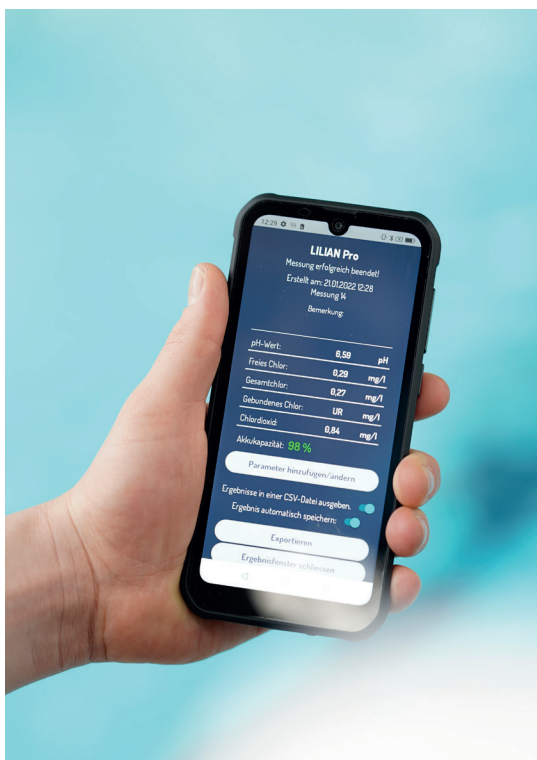 12:29
LILIAN Pro
Messung erfolgreich beendet!
Erstellt am: 21.01.2022 12:28
Messung 14
Bemerkung:
pH-Wert: 6,59 pH
Freies Chlor: 0,29 mg/l
Gesamtchlor: 0,27 mg/l
Gebundenes Chlor: UR mg/l
Chlordioxid: 0,84 mg/l
Akkukapazität: 98 %
Parameter hinzufügen/ändern
Ergebnisse in einer CSV-Datei ausgeben.
Ergebnis automatisch speichern:
Exportieren
Ergebnisfenster schliessen